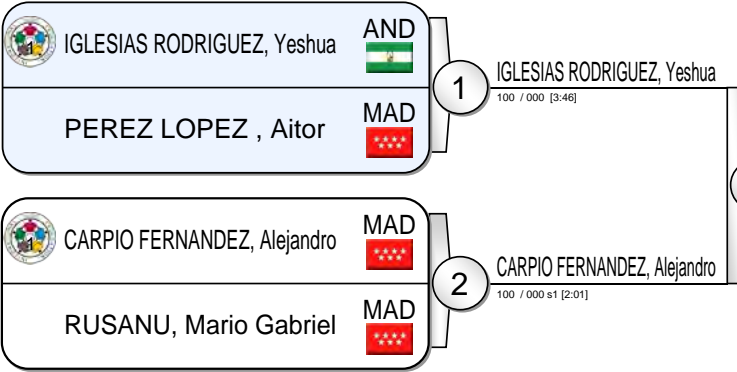 IGLESIAS RODRIGUEZ, Yeshua AND
PEREZ LOPEZ , Aitor MAD
1
IGLESIAS RODRIGUEZ, Yeshua
100 / 000 [3:46]
CARPIO FERNANDEZ, Alejandro MAD
RUSANU, Mario Gabriel MAD
2
CARPIO FERNANDEZ, Alejandro
100 / 000 s1 [2:01]